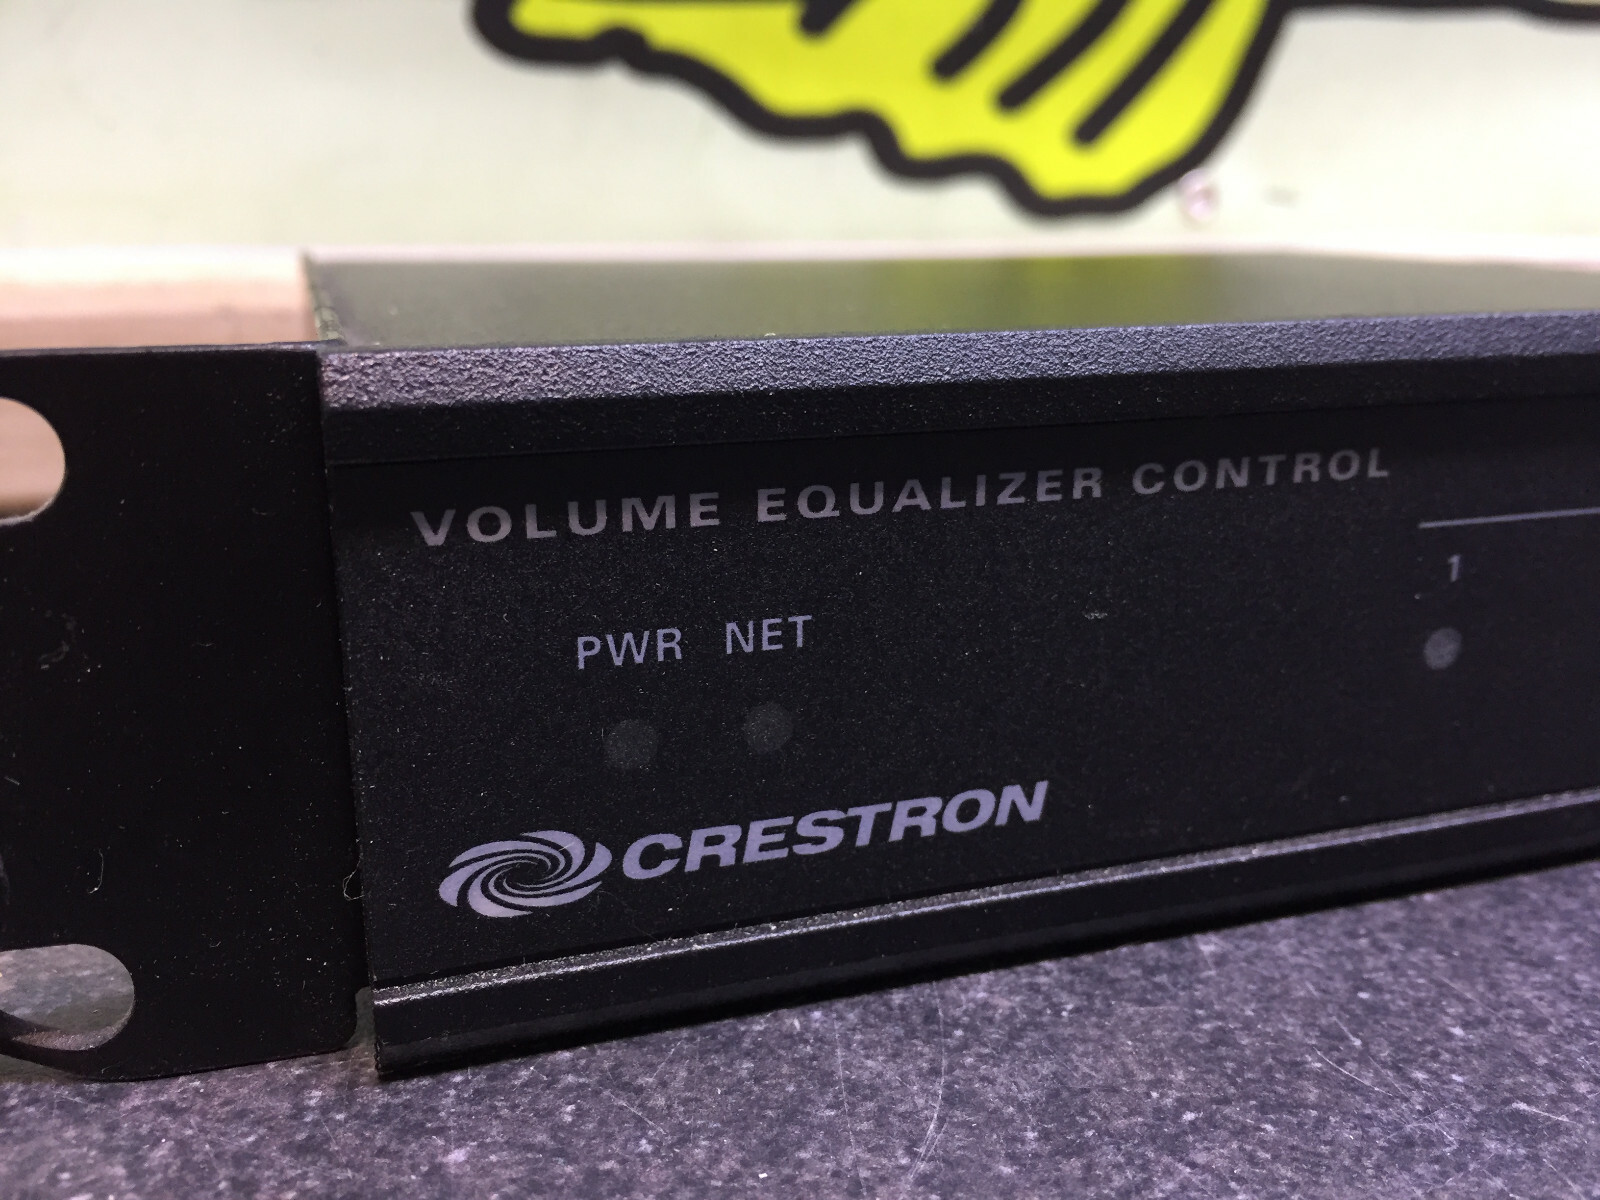 VOLUME EQUALIZER CONTROL
1
PWR NET
CRESTRON